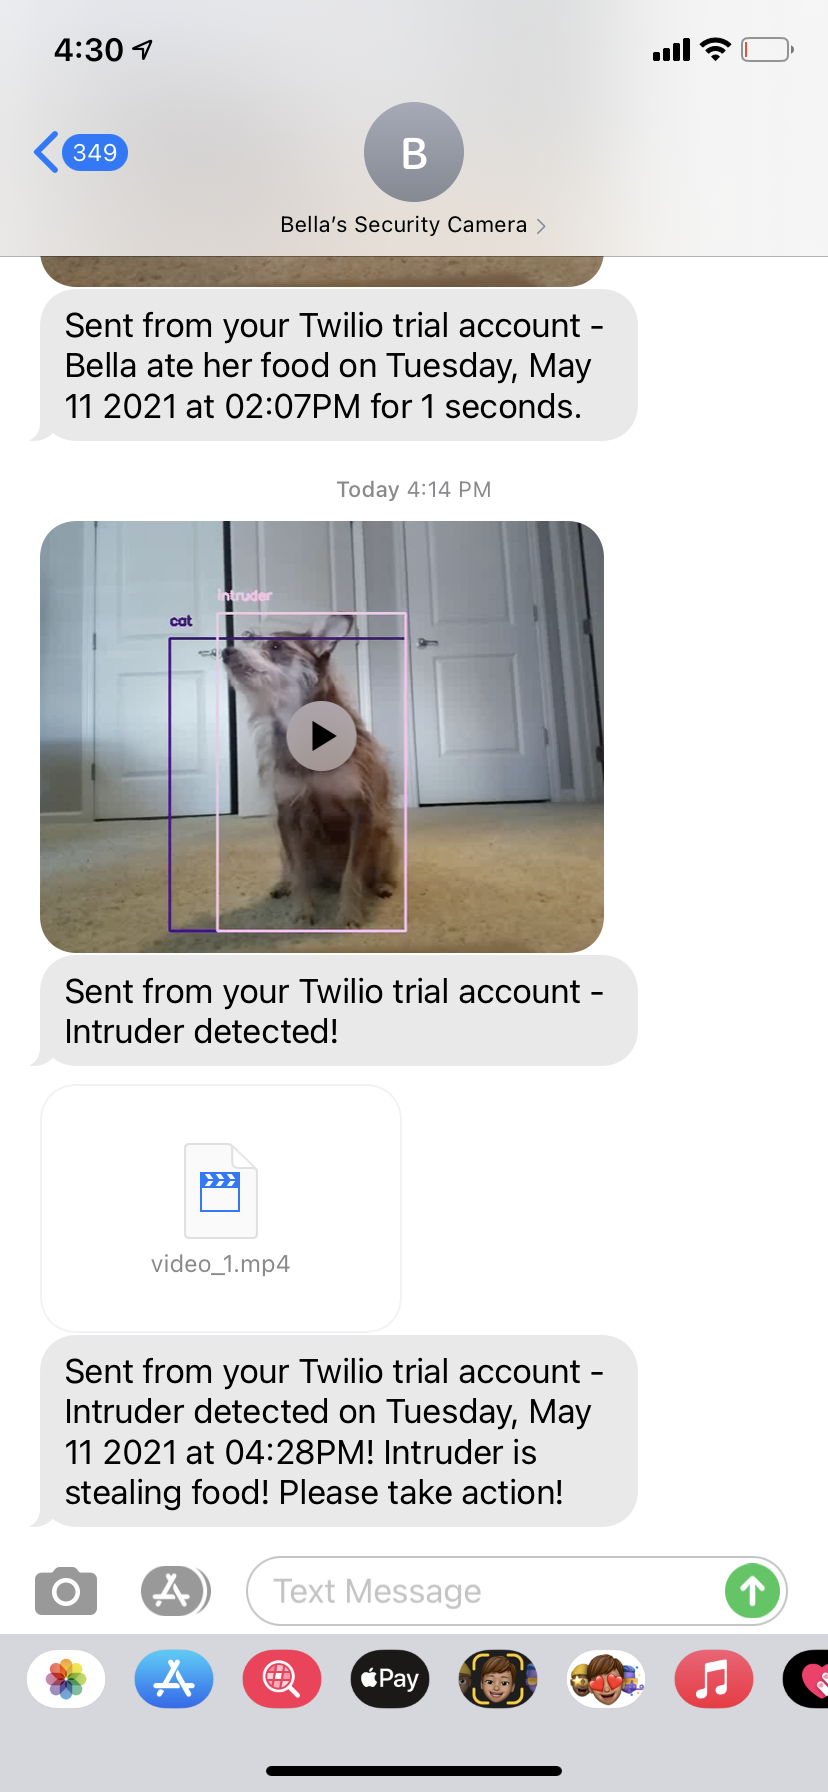 4:30
349
B
Bella's Security Camera
Sent from your Twilio trial account -
Bella ate her food on Tuesday, May
11 2021 at 02:07PM for 1 seconds.
Today 4:14 PM
intruder
cat
Sent from your Twilio trial account -
Intruder detected!
video_1.mp4
Sent from your Twilio trial account -
Intruder detected on Tuesday, May
11 2021 at 04:28PM! Intruder is
stealing food! Please take action!
Text Message
Pay